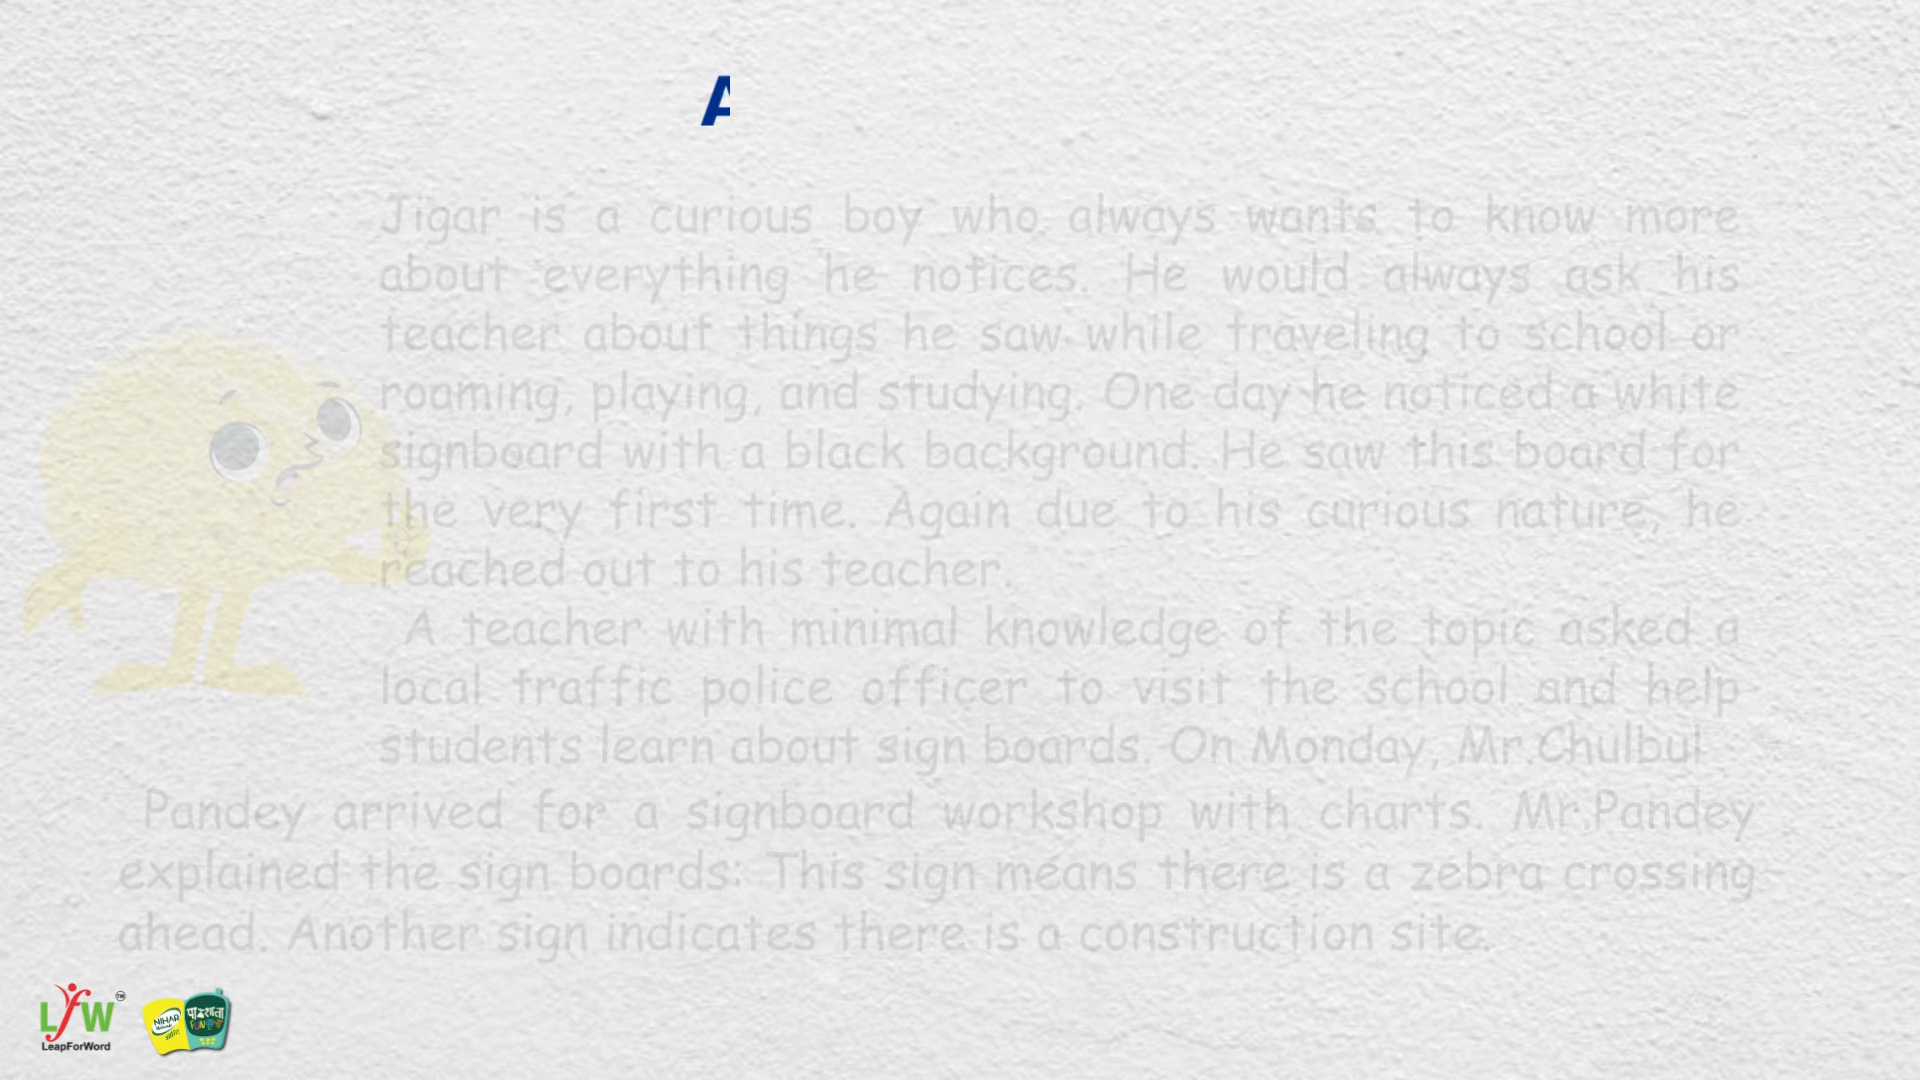 A
Jigar is a curious boy who always wants to know more
about everything he notices. He would always ask his
teacher about things he saw while traveling to school or
roaming, playing, and studying. One day he noticed a white
signboard with a black background. He saw this board for
the very first time. Again due to his curious nature, he
reached out to his teacher.
A teacher with minimal knowledge of the topic asked a
local traffic police officer to visit the school and help
students learn about sign boards. On Monday, Mr.Chulbul
Pandey arrived for a signboard workshop with charts. Mr.Pandey
explained the sign boards: This sign means there is a zebra crossing
ahead. Another sign indicates there is a construction site.
LfW TM
LeapForWord
NIHAR
पाठशाला
FUNवाला